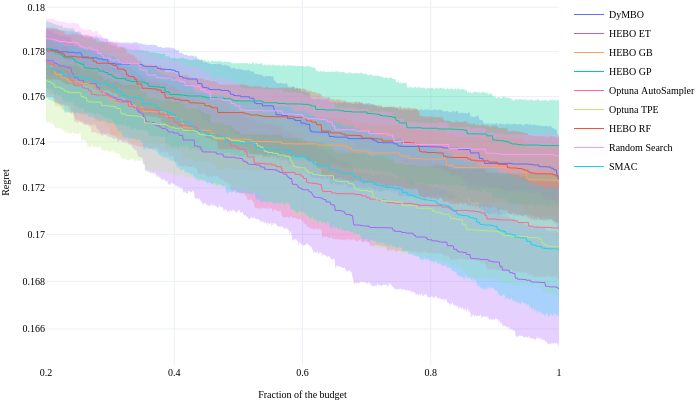 0.18
0.178
0.176
0.174
0.172
0.17
0.168
0.166
Regret
0.2
0.4
0.6
0.8
1
Fraction of the budget
DyMBO
HEBO ET
HEBO GB
HEBO GP
Optuna AutoSampler
Optuna TPE
HEBO RF
Random Search
SMAC